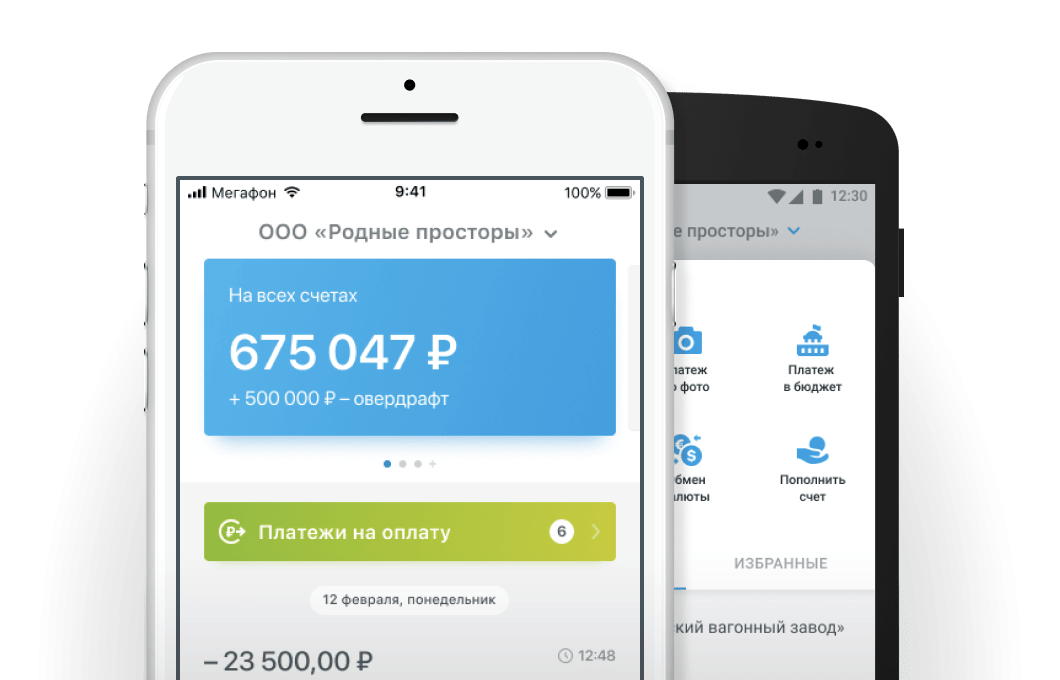 Мегафон
9:41
100%
ООО «Родные просторы»
На всех счетах
675 047 ₽
+ 500 000 ₽ – овердрафт
Платежи на оплату
6
12 февраля, понедельник
– 23 500,00 ₽
12:48
12:30
е просторы»
латеж
о фото
Платеж
в бюджет
бмен
алюты
Пополнить
счет
ИЗБРАННЫЕ
кий вагонный завод»